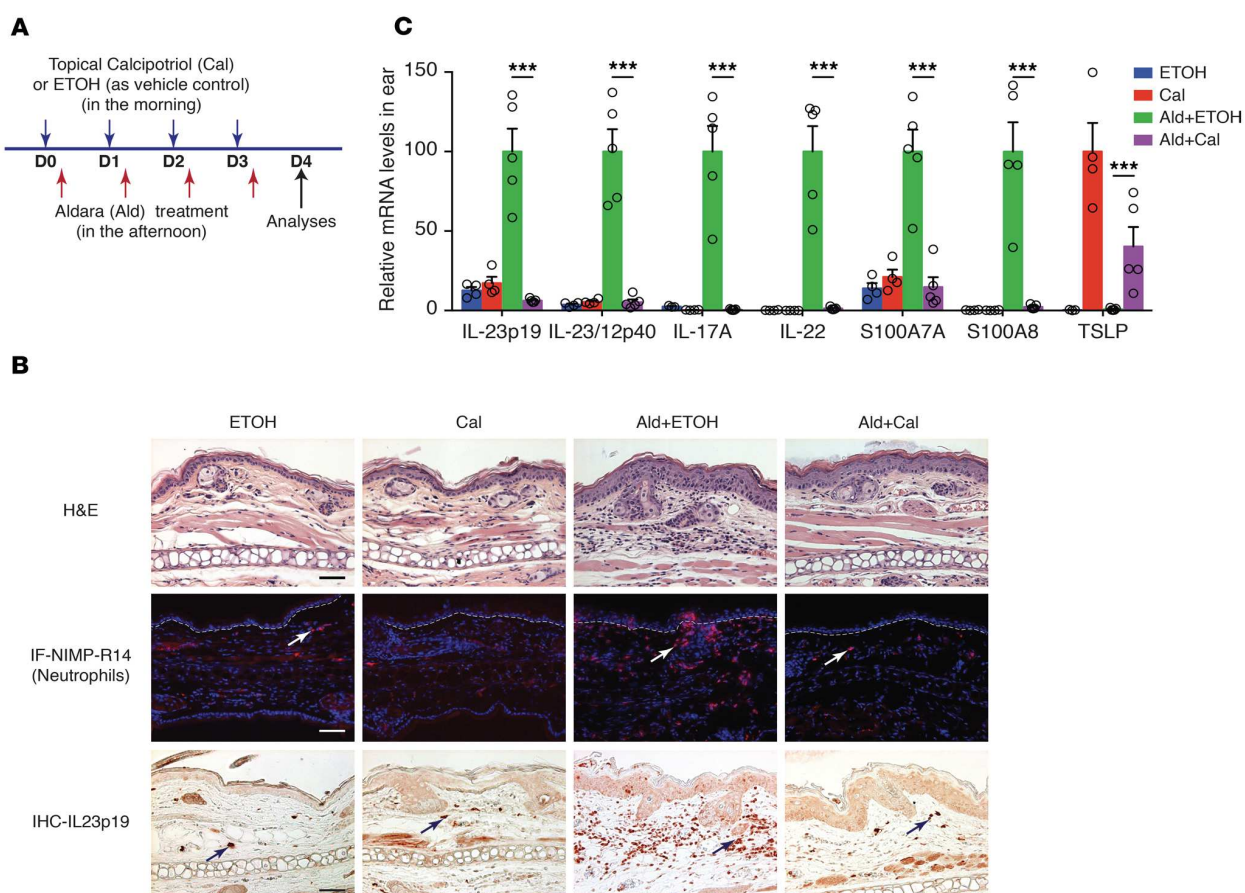 A
Topical Calcipotriol (Cal)
or ETOH (as vehicle control)
(in the morning)
D0 D1 D2 D3 D4
Aldara (Ald) treatment
(in the afternoon)
Analyses
C
Relative mRNA levels in ear
150
100
50
0
*** *** *** *** *** *** ***
IL-23p19 IL-23/12p40 IL-17A IL-22 S100A7A S100A8 TSLP
ETOH
Cal
Ald+ETOH
Ald+Cal
B
ETOH Cal Ald+ETOH Ald+Cal
H&E
IF-NIMP-R14
(Neutrophils)
IHC-IL23p19